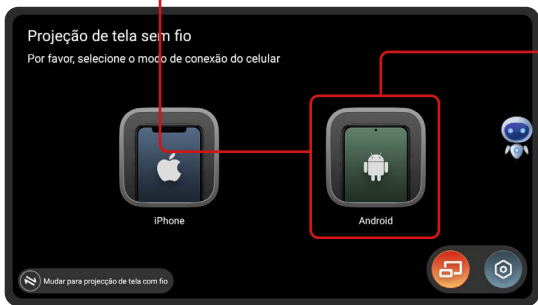 Projeção de tela sem fio
Por favor, selecione o modo de conexão do celular
iPhone
Android
Mudar para projecção de tela com fio